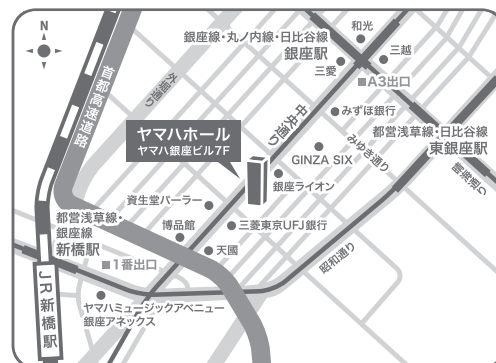 N
和光
銀座線・丸ノ内線・日比谷線
銀座駅
三越
三愛
■A3出口
外堀通り
首都高速道路
中央通り
みずほ銀行
ヤマハホール
ヤマハ銀座ビル7F
都営浅草線・日比谷線
東銀座駅
みゆき通り
GINZA SIX
晴海通り
銀座ライオン
資生堂パーラー
都営浅草線・
銀座線
新橋駅
博品館
三菱東京UFJ銀行
天國
昭和通り
■1番出口
JR新橋駅
ヤマハミュージックアベニュー
銀座アネックス